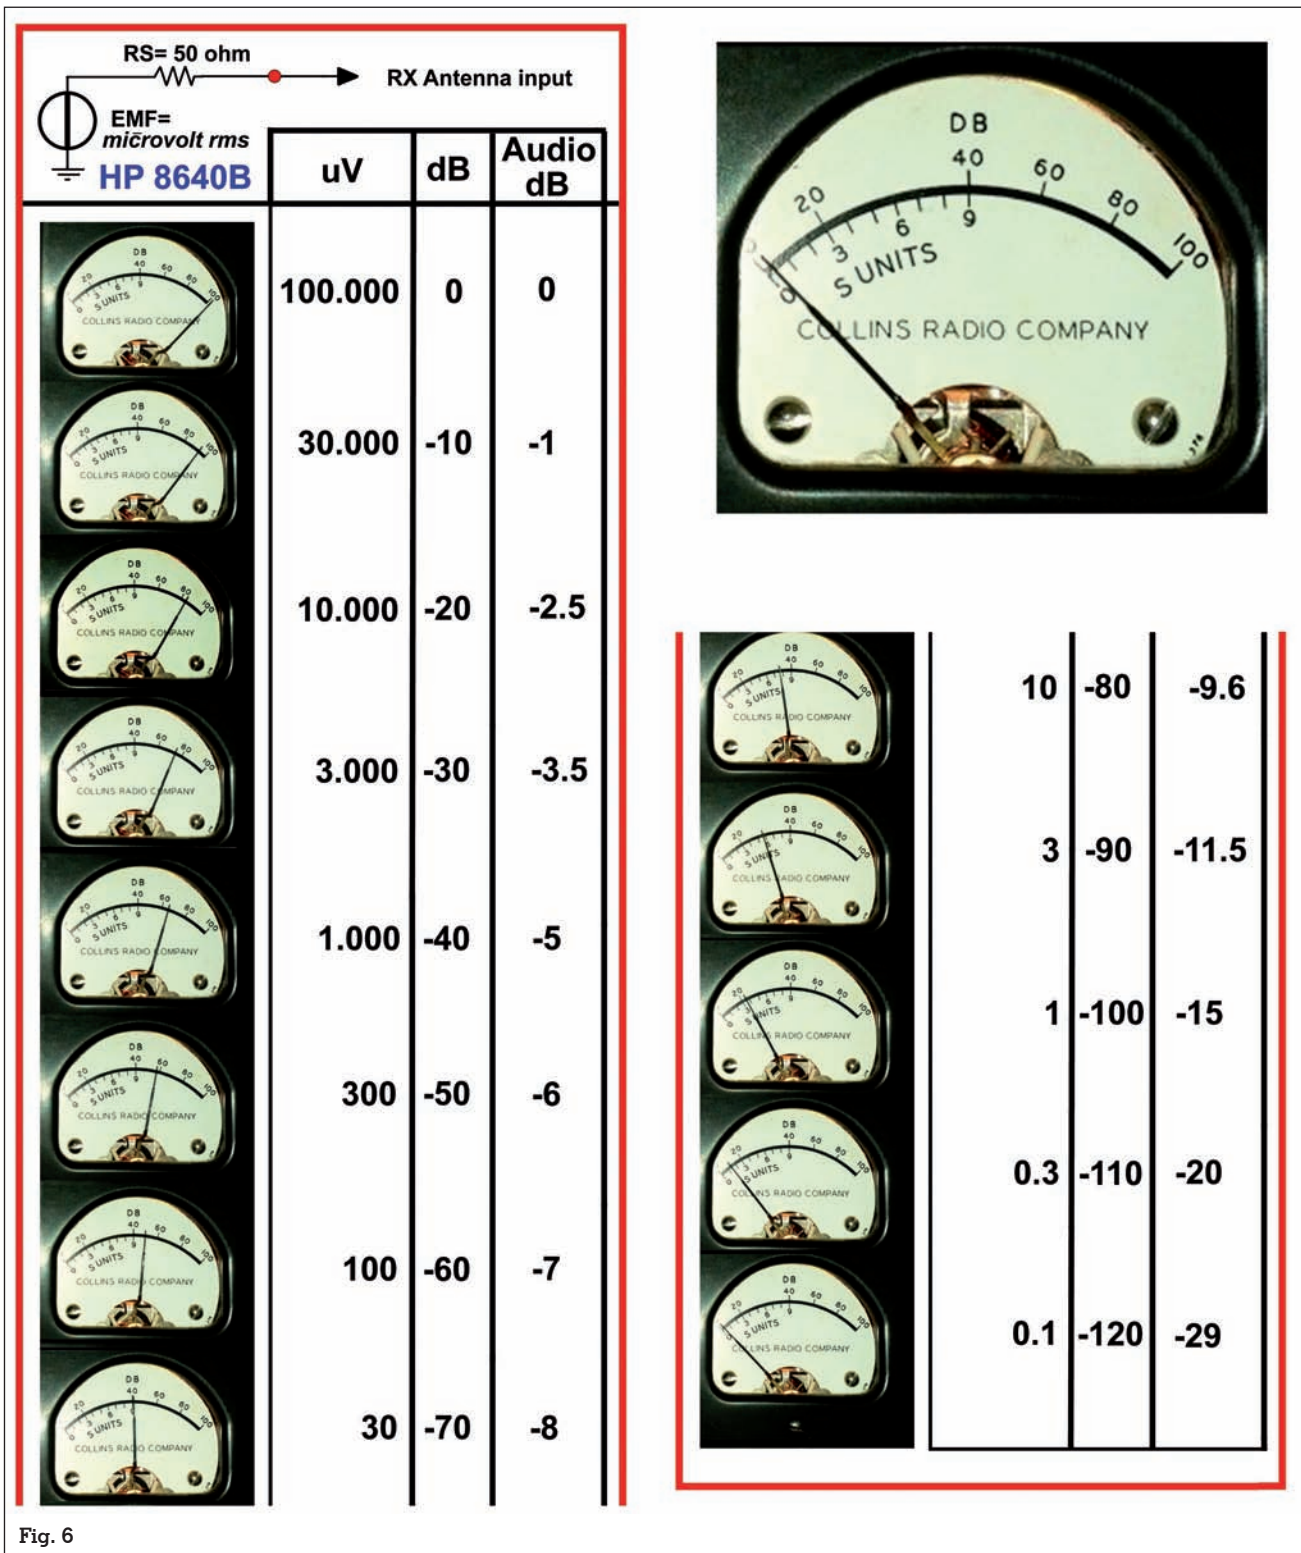 RS= 50 ohm
RX Antenna input
EMF=
microvolt rms
HP 8640B
uV dB Audio dB
100.000 0 0
30.000 -10 -1
10.000 -20 -2.5
3.000 -30 -3.5
1.000 -40 -5
300 -50 -6
100 -60 -7
30 -70 -8
DB
0 20 40 60 80 100
0 3 6 9
S UNITS
COLLINS RADIO COMPANY
10 -80 -9.6
3 -90 -11.5
1 -100 -15
0.3 -110 -20
0.1 -120 -29
Fig. 6